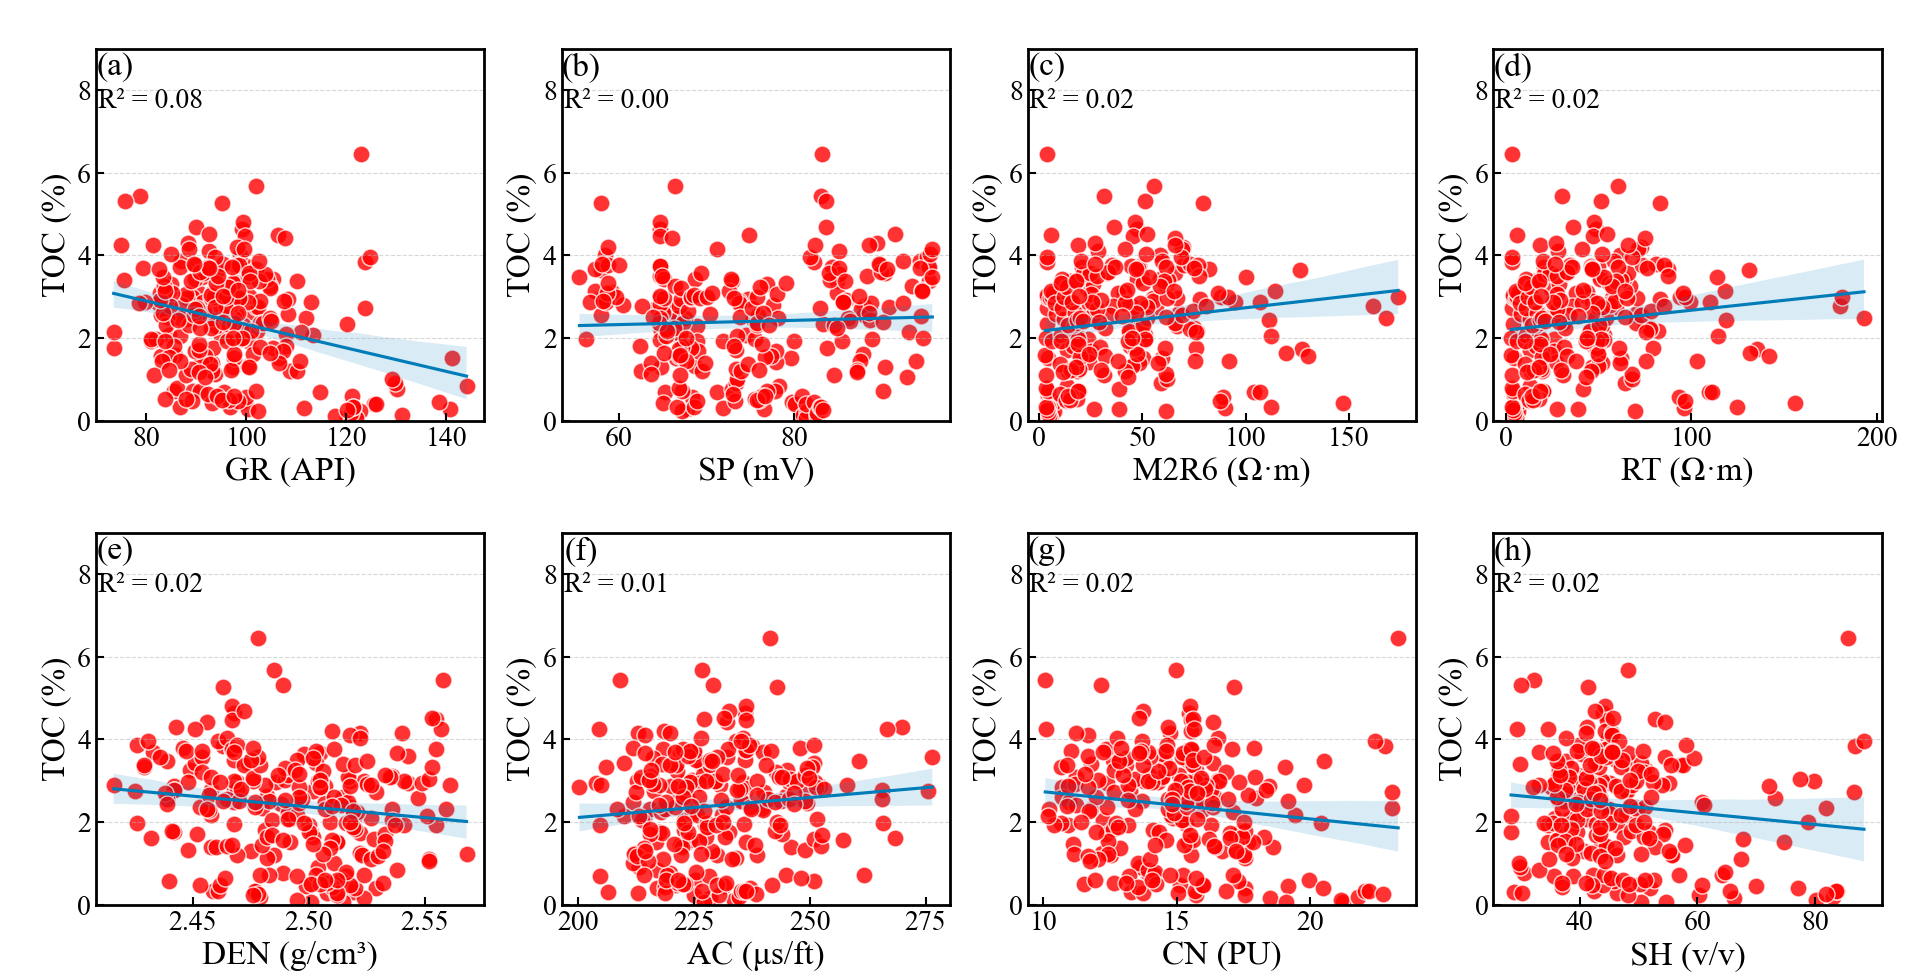 (a)
R² = 0.08
TOC (%)
8
6
4
2
0
80 100 120 140
GR (API)
(b)
R² = 0.00
TOC (%)
8
6
4
2
0
60 80
SP (mV)
(c)
R² = 0.02
TOC (%)
8
6
4
2
0
0 50 100 150
M2R6 (Ω·m)
(d)
R² = 0.02
TOC (%)
8
6
4
2
0
0 100 200
RT (Ω·m)
(e)
R² = 0.02
TOC (%)
8
6
4
2
0
2.45 2.50 2.55
DEN (g/cm³)
(f)
R² = 0.01
TOC (%)
8
6
4
2
0
200 225 250 275
AC (μs/ft)
(g)
R² = 0.02
TOC (%)
8
6
4
2
0
10 15 20
CN (PU)
(h)
R² = 0.02
TOC (%)
8
6
4
2
0
40 60 80
SH (v/v)